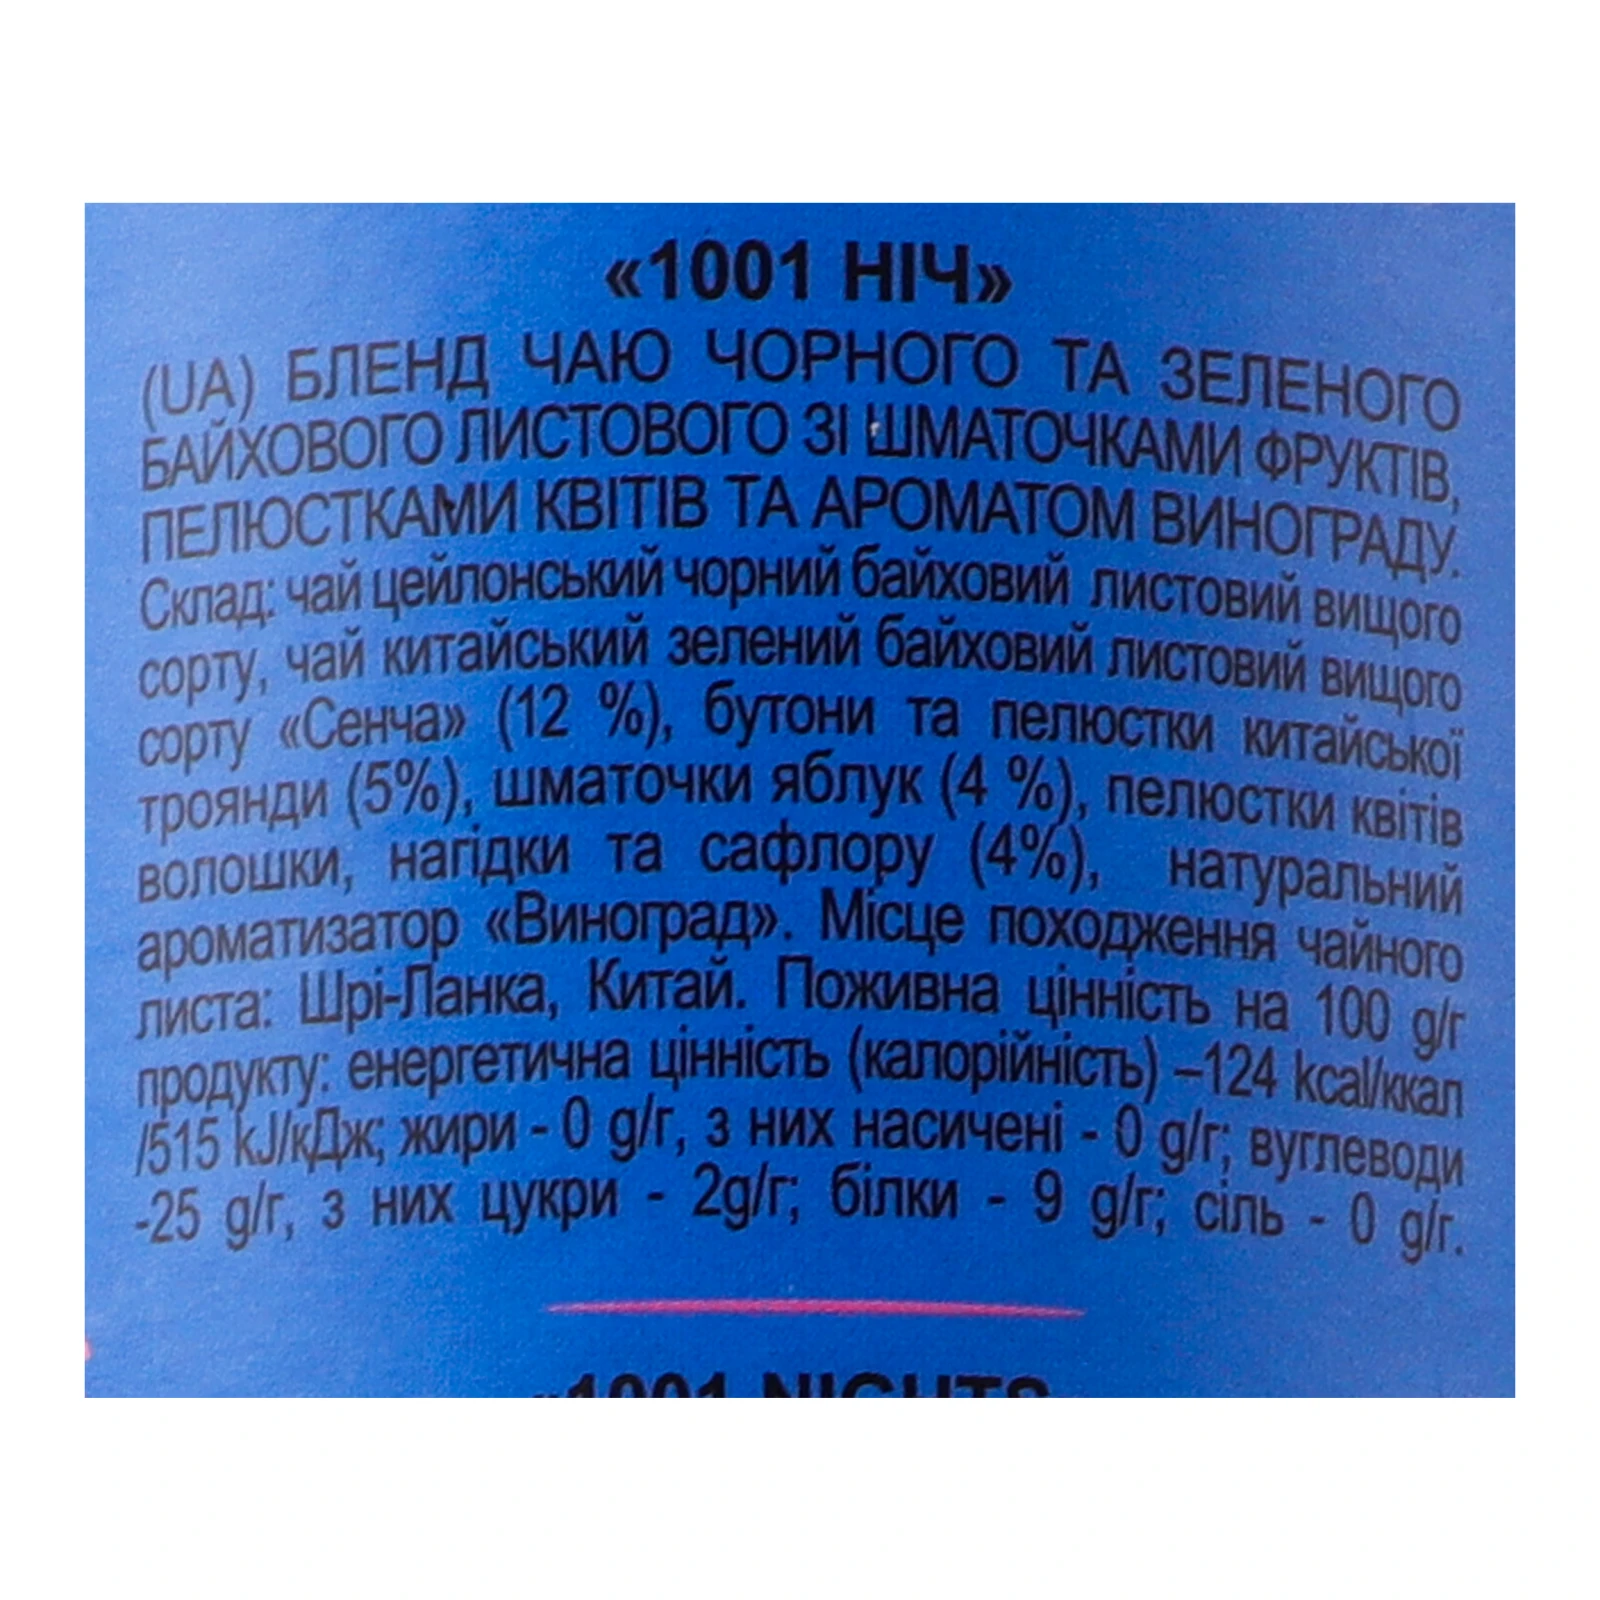 «1001 НІЧ»
(UA) БЛЕНД ЧАЮ ЧОРНОГО ТА ЗЕЛЕНОГО
БАЙХОВОГО ЛИСТОВОГО ЗІ ШМАТОЧКАМИ ФРУКТІВ,
ПЕЛЮСТКАМИ КВІТІВ ТА АРОМАТОМ ВИНОГРАДУ.
Склад: чай цейлонський чорний байховий листовий вищого
сорту, чай китайський зелений байховий листовий вищого
сорту «Сенча» (12 %), бутони та пелюстки китайської
троянди (5%), шматочки яблук (4 %), пелюстки квітів
волошки, нагідки та сафлору (4%), натуральний
ароматизатор «Виноград». Місце походження чайного
листа: Шрі-Ланка, Китай. Поживна цінність на 100 g/г
продукту: енергетична цінність (калорійність) –124 kcal/ккал
/515 kJ/кДж; жири - 0 g/г, з них насичені - 0 g/г; вуглеводи
-25 g/г, з них цукри - 2g/г; білки - 9 g/г; сіль - 0 g/г.
«1001 NIGHTS